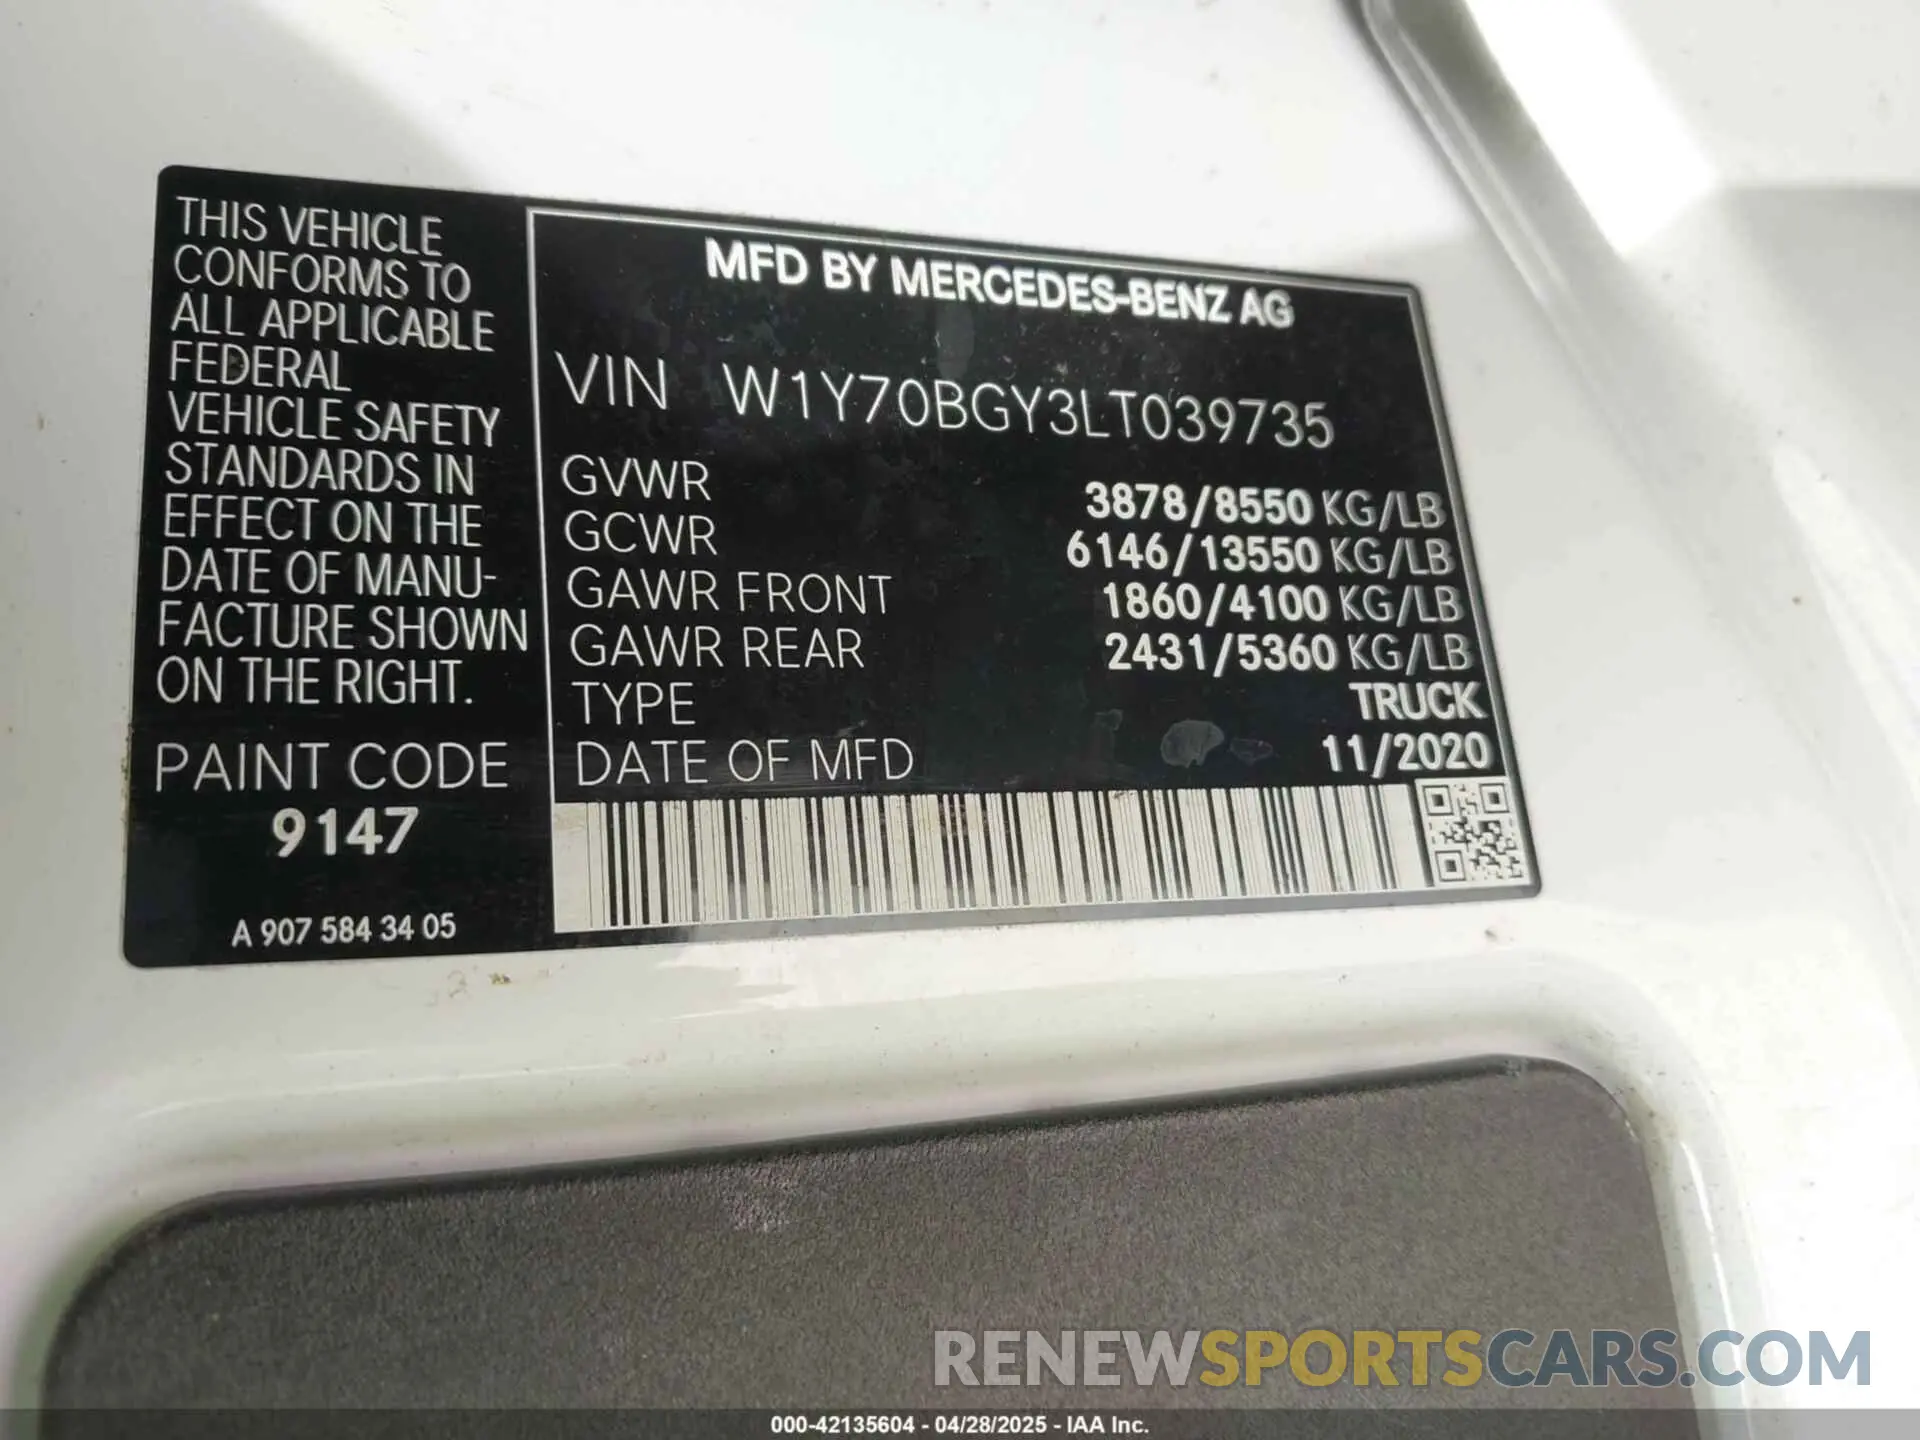 THIS VEHICLE
CONFORMS TO
ALL APPLICABLE
FEDERAL
VEHICLE SAFETY
STANDARDS IN
EFFECT ON THE
DATE OF MANU-
FACTURE SHOWN
ON THE RIGHT.
PAINT CODE
9147
A 907 584 34 05
MFD BY MERCEDES-BENZ AG
VIN W1Y70BGY3LT039735
GVWR 3878/8550 KG/LB
GCWR 6146/13550 KG/LB
GAWR FRONT 1860/4100 KG/LB
GAWR REAR 2431/5360 KG/LB
TYPE TRUCK
DATE OF MFD 11/2020
RENEWSPORTSCARS.COM
000-42135604 - 04/28/2025 - IAA Inc.